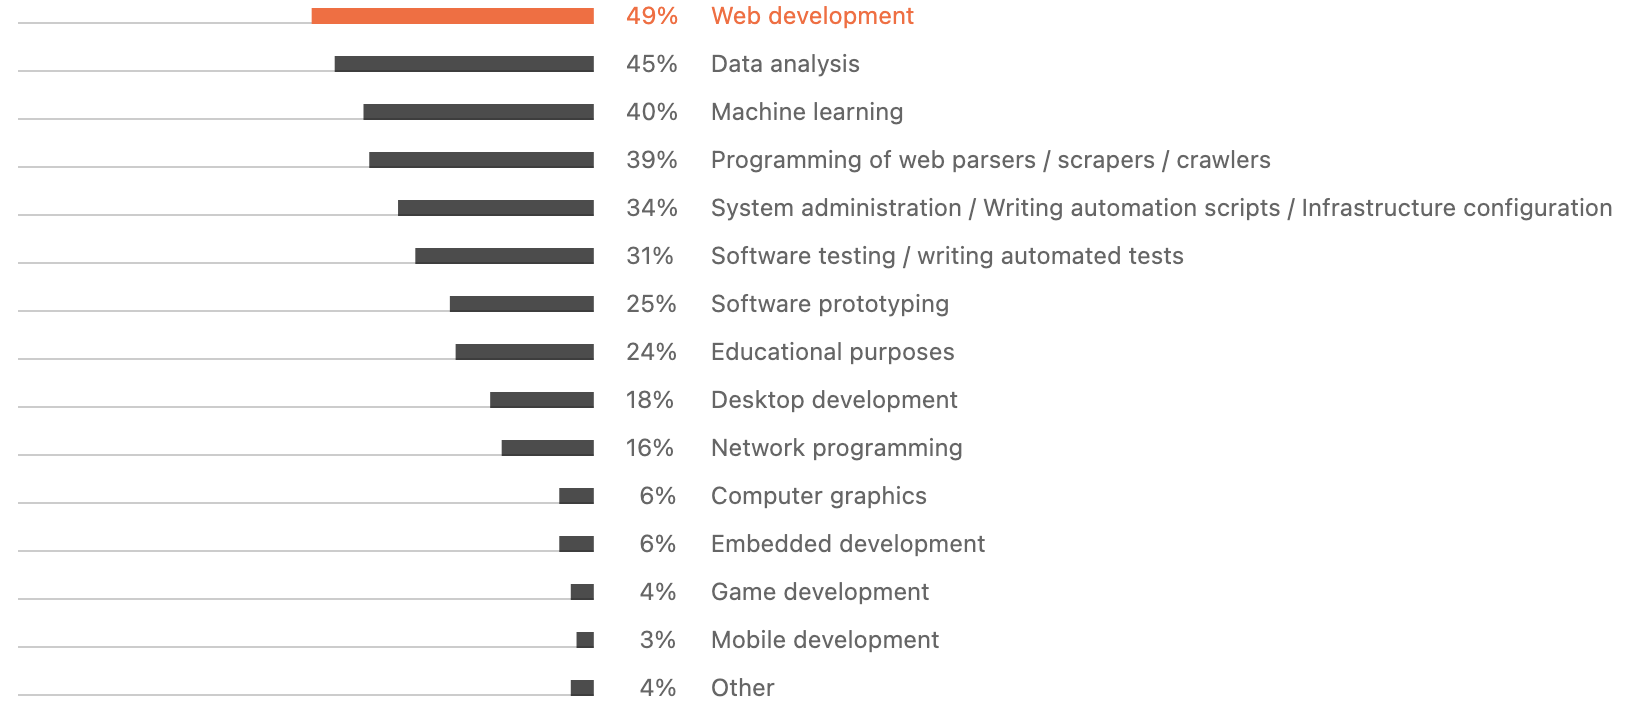 49% Web development
45% Data analysis
40% Machine learning
39% Programming of web parsers / scrapers / crawlers
34% System administration / Writing automation scripts / Infrastructure configuration
31% Software testing / writing automated tests
25% Software prototyping
24% Educational purposes
18% Desktop development
16% Network programming
6% Computer graphics
6% Embedded development
4% Game development
3% Mobile development
4% Other